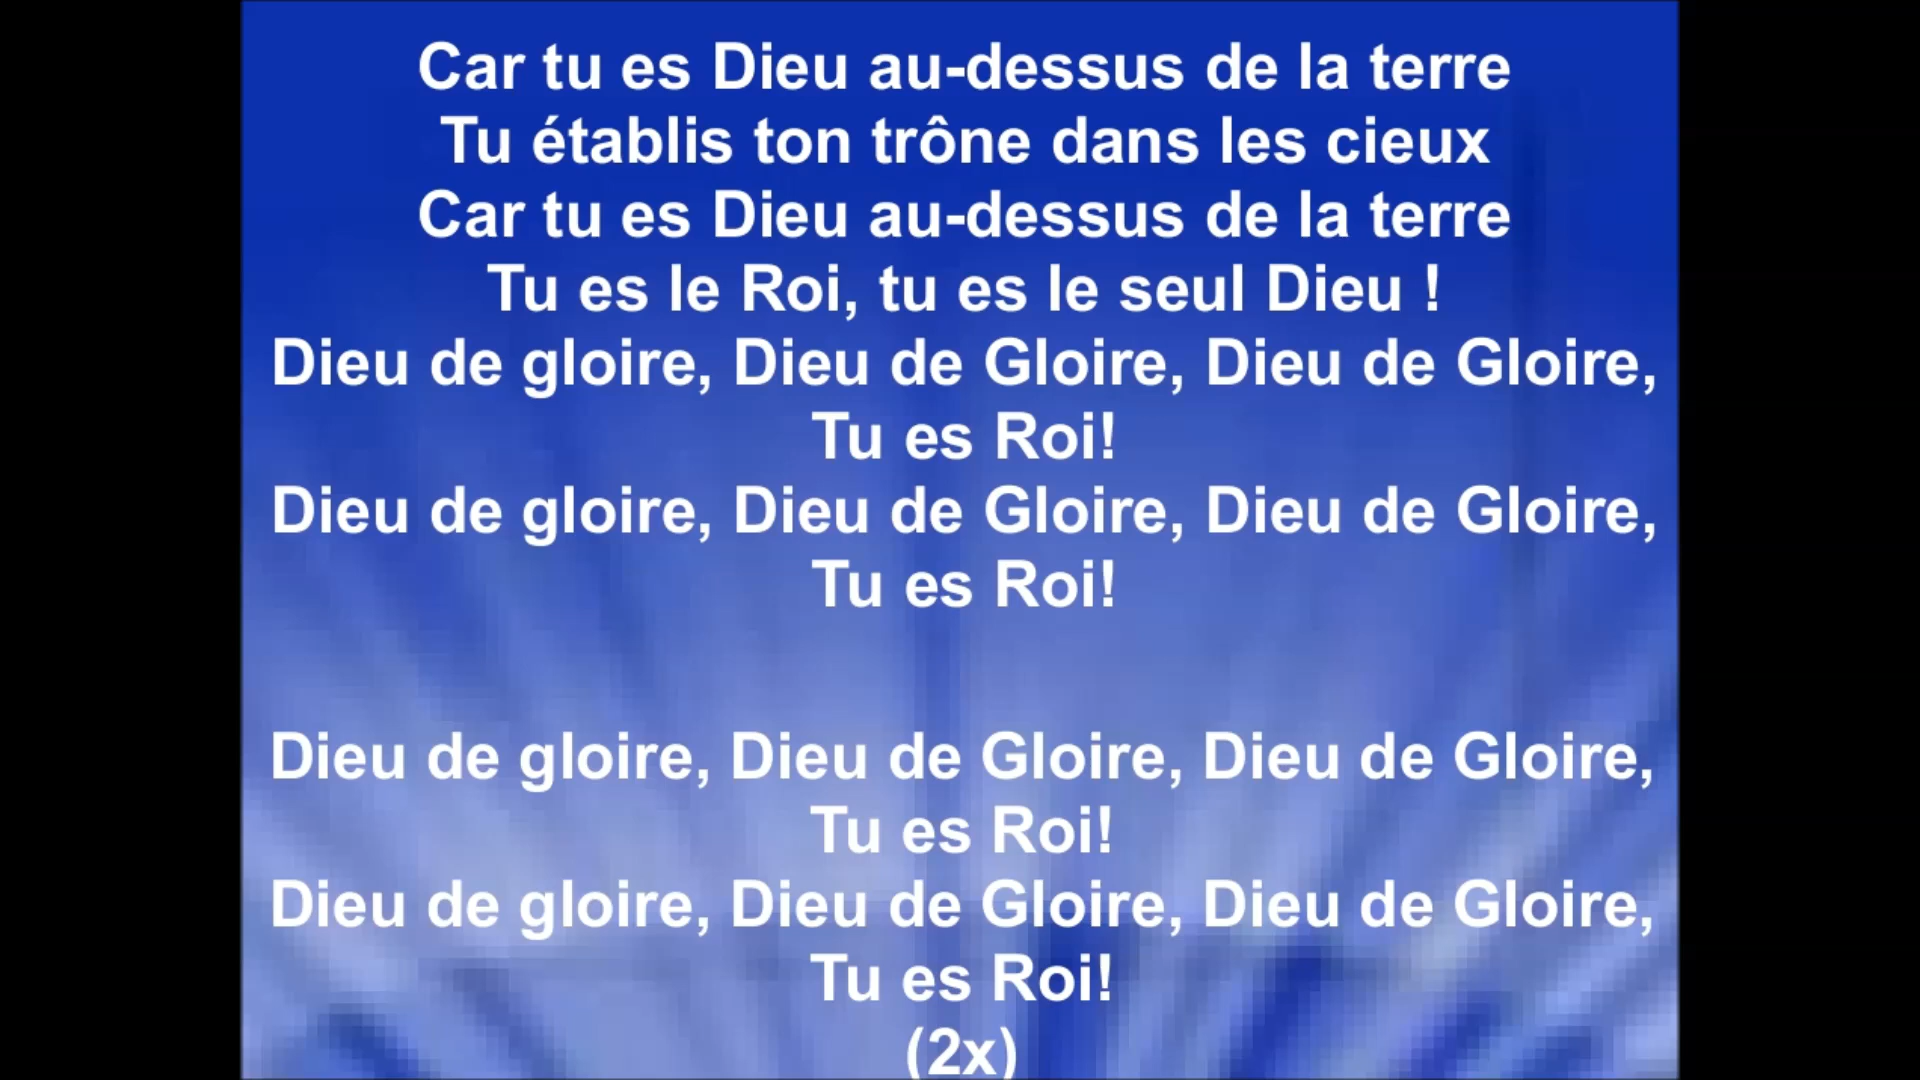 Car tu es Dieu au-dessus de la terre
Tu établis ton trône dans les cieux
Car tu es Dieu au-dessus de la terre
Tu es le Roi, tu es le seul Dieu !
Dieu de gloire, Dieu de Gloire, Dieu de Gloire,
Tu es Roi!
Dieu de gloire, Dieu de Gloire, Dieu de Gloire,
Tu es Roi!
Dieu de gloire, Dieu de Gloire, Dieu de Gloire,
Tu es Roi!
Dieu de gloire, Dieu de Gloire, Dieu de Gloire,
Tu es Roi!
(2x)